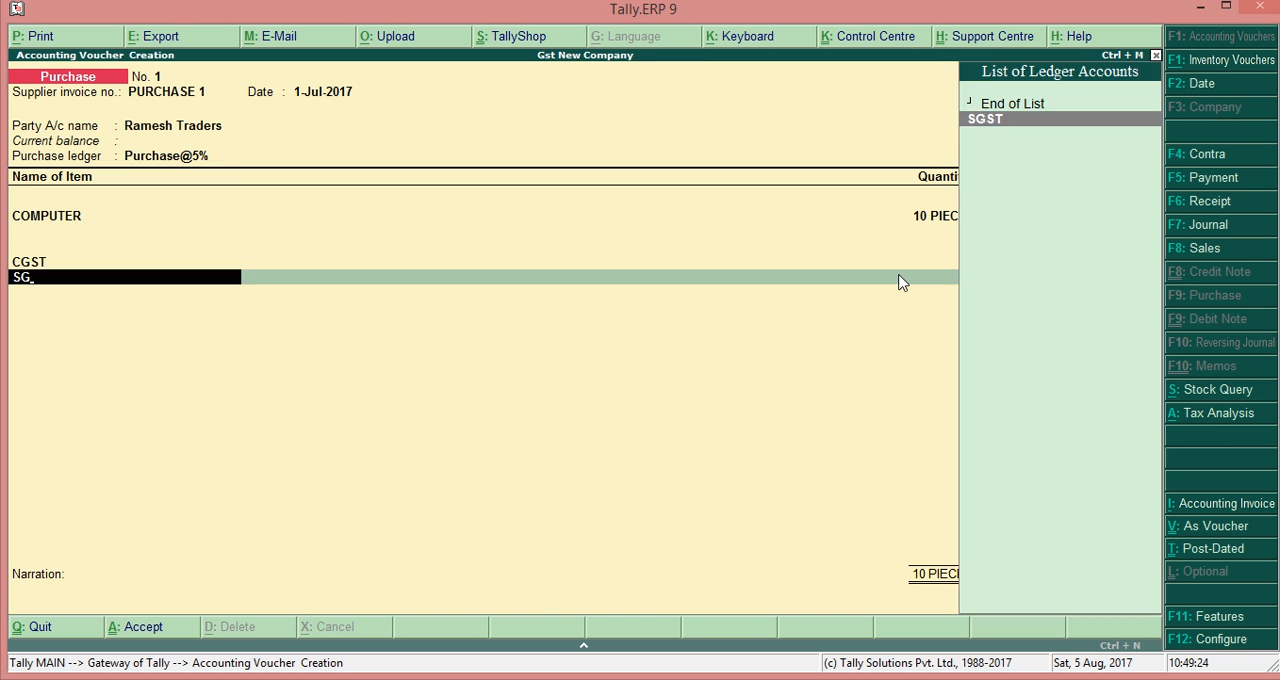 Tally.ERP 9
P: Print
E: Export
M: E-Mail
O: Upload
S: TallyShop
G: Language
K: Keyboard
K: Control Centre
H: Support Centre
H: Help
Accounting Voucher Creation
Gst New Company
Ctrl + M
Purchase No. 1
Supplier invoice no.: PURCHASE 1 Date : 1-Jul-2017
Party A/c name : Ramesh Traders
Current balance :
Purchase ledger : Purchase@5%
Name of Item Quanti
COMPUTER 10 PIEC
CGST
SG_
Narration: 10 PIECI
List of Ledger Accounts
┘ End of List
SGST
F1: Accounting Vouchers
F1: Inventory Vouchers
F2: Date
F3: Company
F4: Contra
F5: Payment
F6: Receipt
F7: Journal
F8: Sales
F8: Credit Note
F9: Purchase
F9: Debit Note
F10: Reversing Journal
F10: Memos
S: Stock Query
A: Tax Analysis
I: Accounting Invoice
V: As Voucher
T: Post-Dated
L: Optional
F11: Features
F12: Configure
Q: Quit
A: Accept
D: Delete
X: Cancel
Ctrl + N
Tally MAIN --> Gateway of Tally --> Accounting Voucher Creation
(c) Tally Solutions Pvt. Ltd., 1988-2017
Sat, 5 Aug, 2017
10:49:24